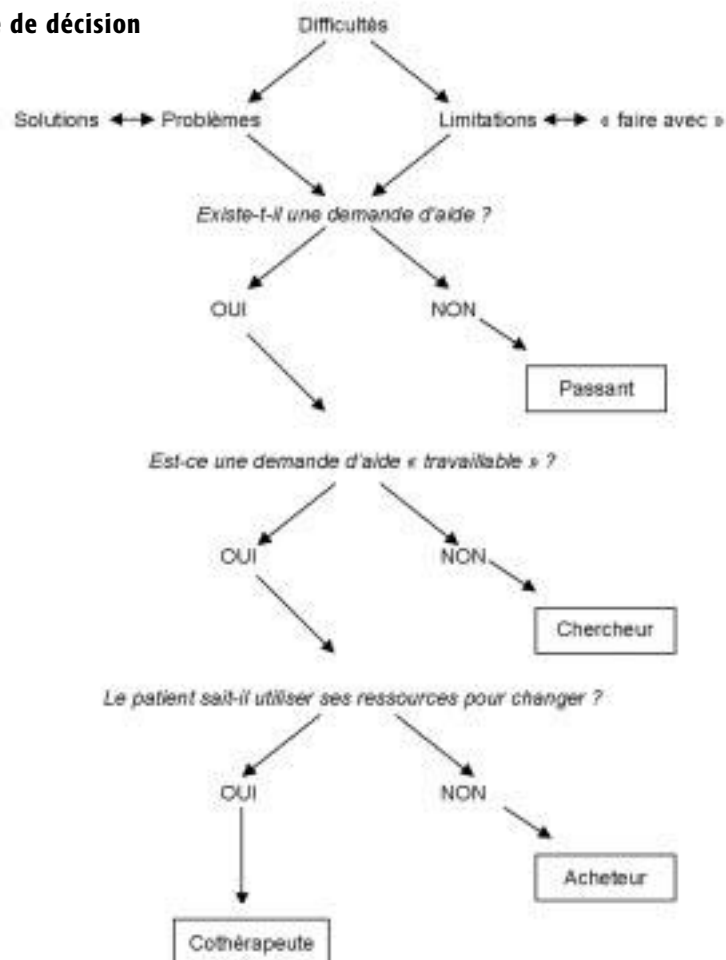 de décision
Difficultés
Solutions Problèmes Limitations « faire avec »
Existe-t-il une demande d'aide ?
OUI NON
Passant
Est-ce une demande d'aide « travaillable » ?
OUI NON
Chercheur
Le patient sait-il utiliser ses ressources pour changer ?
OUI NON
Acheteur
Cothérapeute